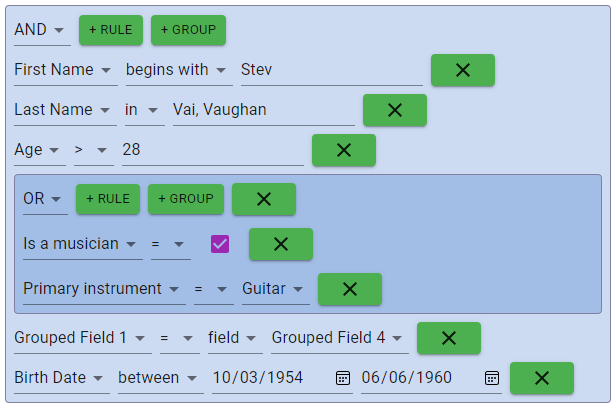 AND + RULE + GROUP
First Name begins with Stev
Last Name in Vai, Vaughan
Age > 28
OR + RULE + GROUP
Is a musician =
Primary instrument = Guitar
Grouped Field 1 = field Grouped Field 4
Birth Date between 10/03/1954 06/06/1960